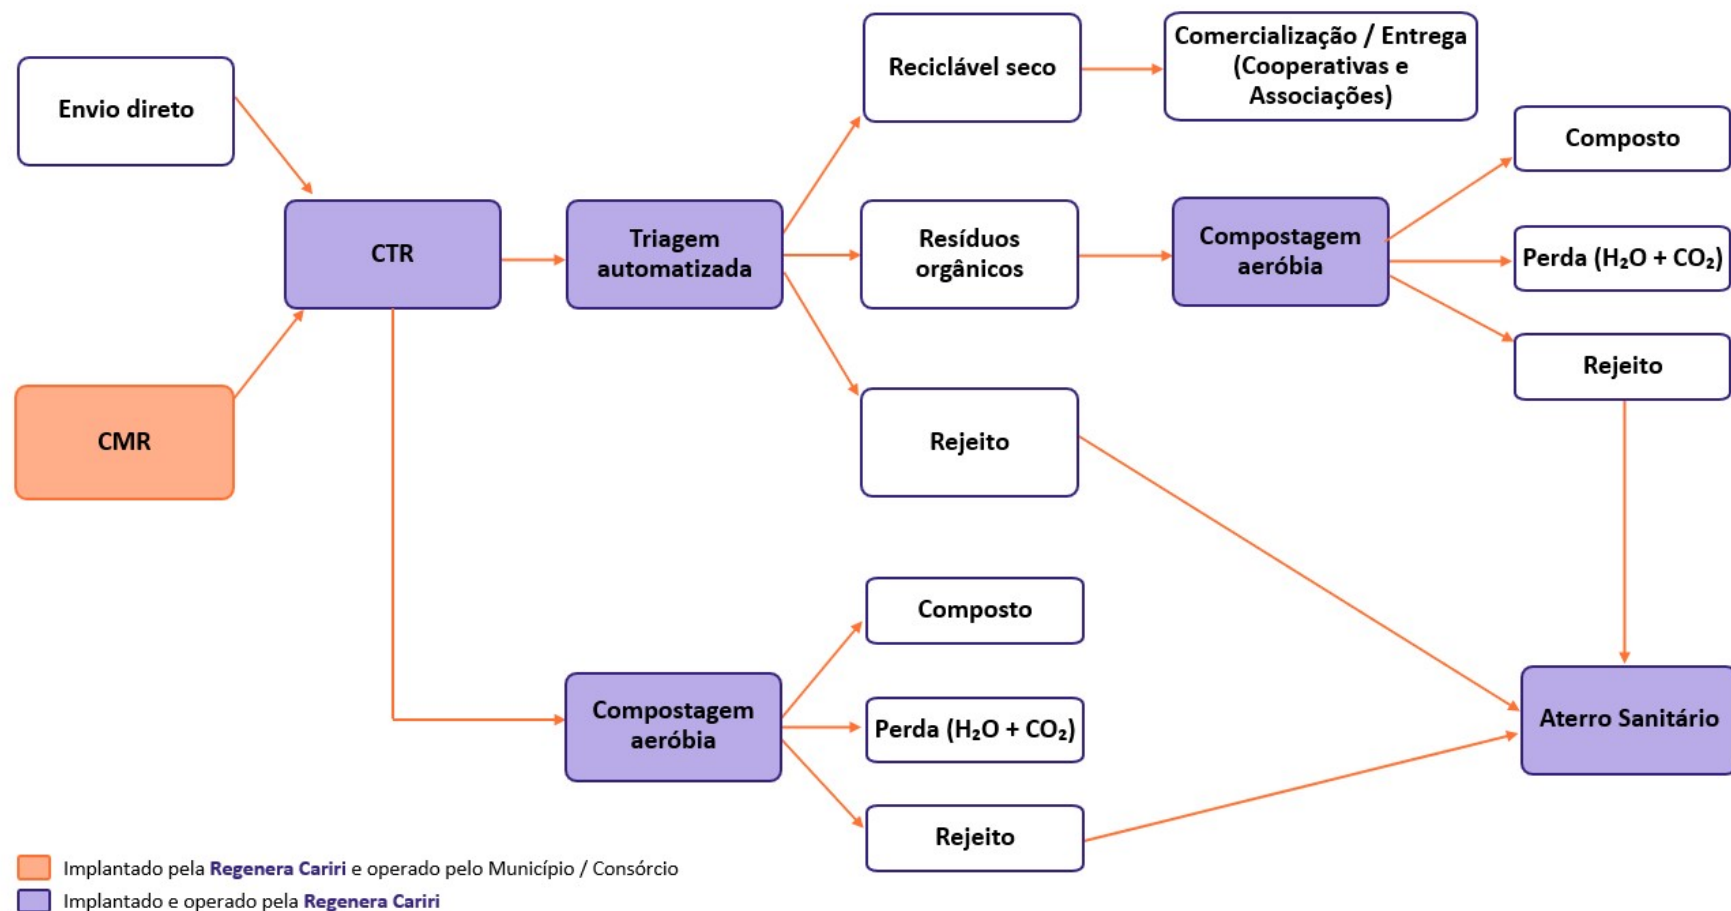 Envio direto
CMR
CTR
Triagem
automatizada
Reciclável seco
Comercialização / Entrega
(Cooperativas e
Associações)
Resíduos
orgânicos
Compostagem
aeróbia
Composto
Perda (H₂O + CO₂)
Rejeito
Rejeito
Compostagem
aeróbia
Composto
Perda (H₂O + CO₂)
Rejeito
Aterro Sanitário
Implantado pela Regenera Cariri e operado pelo Município / Consórcio
Implantado e operado pela Regenera Cariri